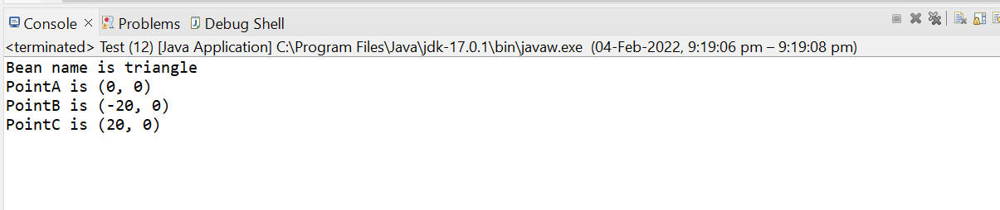 Console Problems Debug Shell
<terminated> Test (12) [Java Application] C:\Program Files\Java\jdk-17.0.1\bin\javaw.exe (04-Feb-2022, 9:19:06 pm – 9:19:08 pm)
Bean name is triangle
PointA is (0, 0)
PointB is (-20, 0)
PointC is (20, 0)